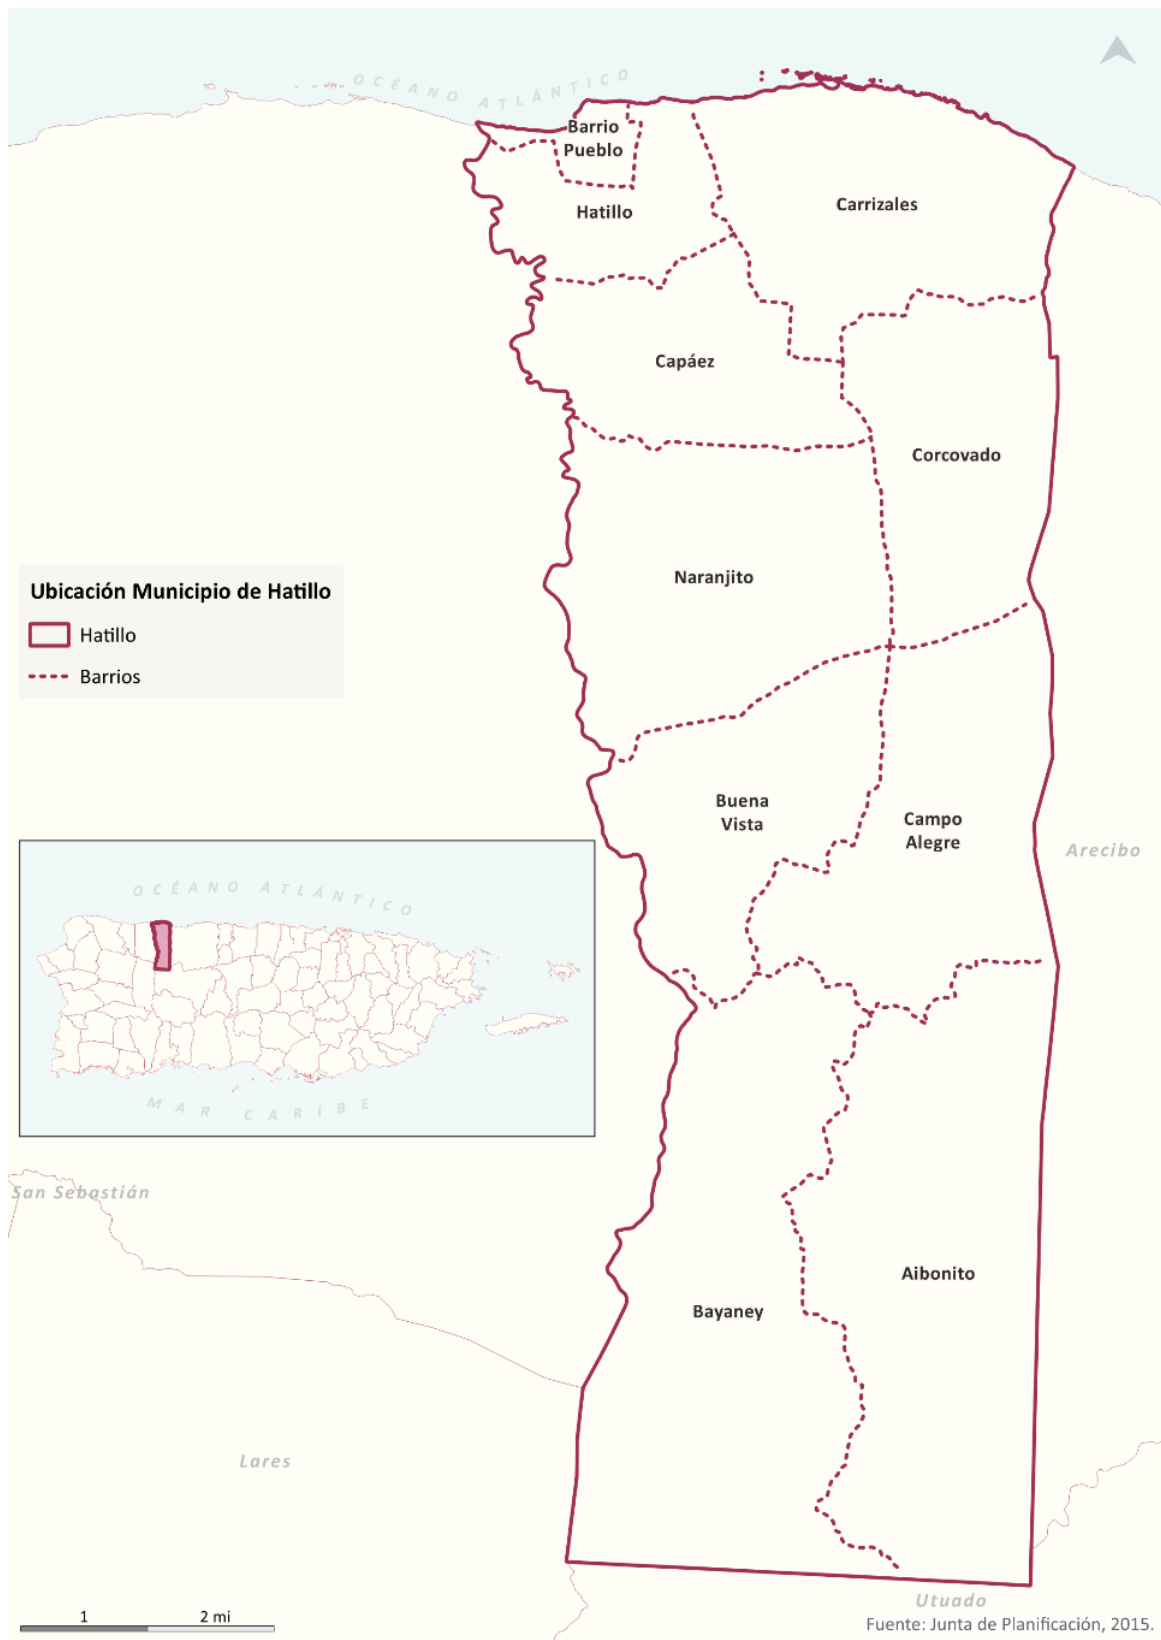 OCÉANO ATLÁNTICO
Barrio
Pueblo
Hatillo
Carrizales
Capáez
Corcovado
Naranjito
Ubicación Municipio de Hatillo
Hatillo
Barrios
Buena
Vista
Campo
Alegre
Arecibo
OCÉANO ATLÁNTICO
MAR CARIBE
San Sebastián
Aibonito
Bayaney
Lares
Utuado
1 2 mi
Fuente: Junta de Planificación, 2015.